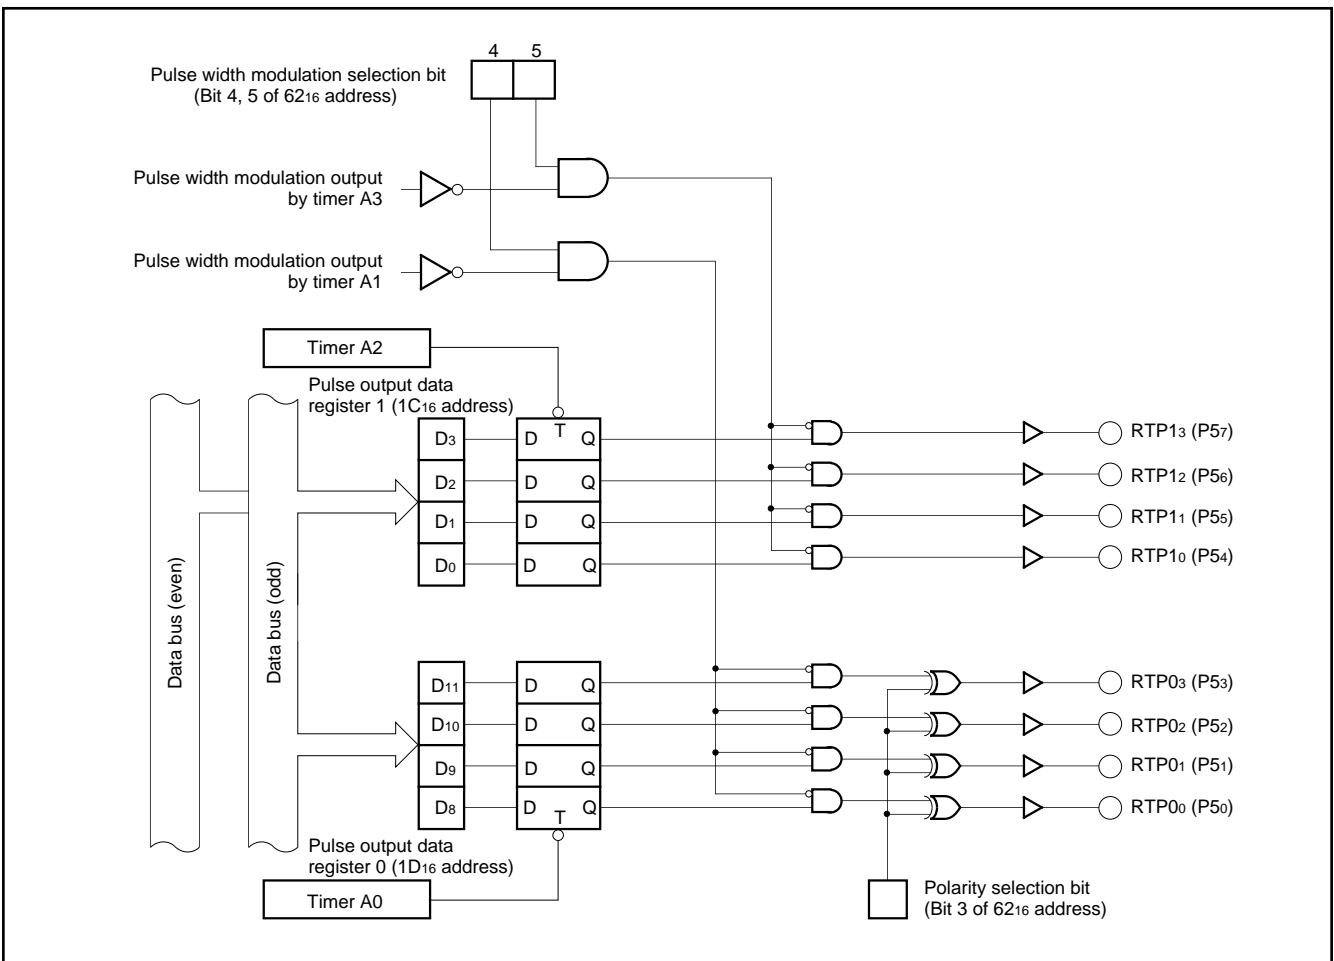 4 5
Pulse width modulation selection bit
(Bit 4, 5 of 6216 address)
Pulse width modulation output
by timer A3
Pulse width modulation output
by timer A1
Timer A2
Pulse output data
register 1 (1C16 address)
T
D3 D Q
D2 D Q
D1 D Q
D0 D Q
RTP13 (P57)
RTP12 (P56)
RTP11 (P55)
RTP10 (P54)
Data bus (even)
Data bus (odd)
D11 D Q
D10 D Q
D9 D Q
D8 D Q
T
RTP03 (P53)
RTP02 (P52)
RTP01 (P51)
RTP00 (P50)
Pulse output data
register 0 (1D16 address)
Timer A0
Polarity selection bit
(Bit 3 of 6216 address)